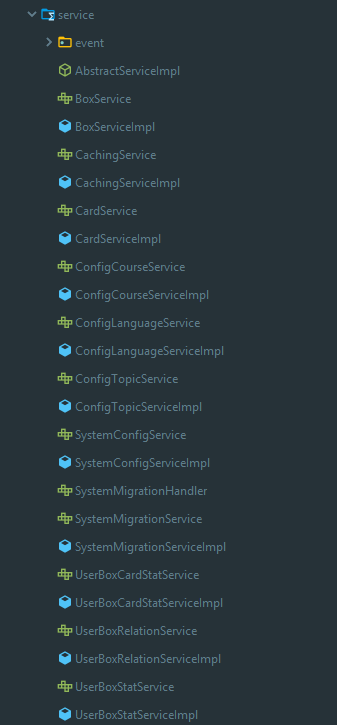 service
event
AbstractServiceImpl
BoxService
BoxServiceImpl
CachingService
CachingServiceImpl
CardService
CardServiceImpl
ConfigCourseService
ConfigCourseServiceImpl
ConfigLanguageService
ConfigLanguageServiceImpl
ConfigTopicService
ConfigTopicServiceImpl
SystemConfigService
SystemConfigServiceImpl
SystemMigrationHandler
SystemMigrationService
SystemMigrationServiceImpl
UserBoxCardStatService
UserBoxCardStatServiceImpl
UserBoxRelationService
UserBoxRelationServiceImpl
UserBoxStatService
UserBoxStatServiceImpl